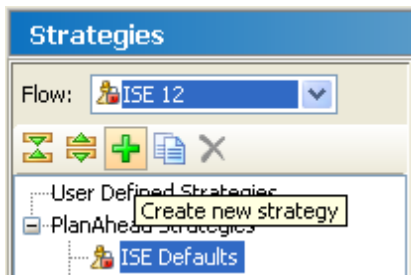 Strategies
Flow: ISE 12
User Defined Strategies
Create new strategy
PlanAhead Strategies
ISE Defaults